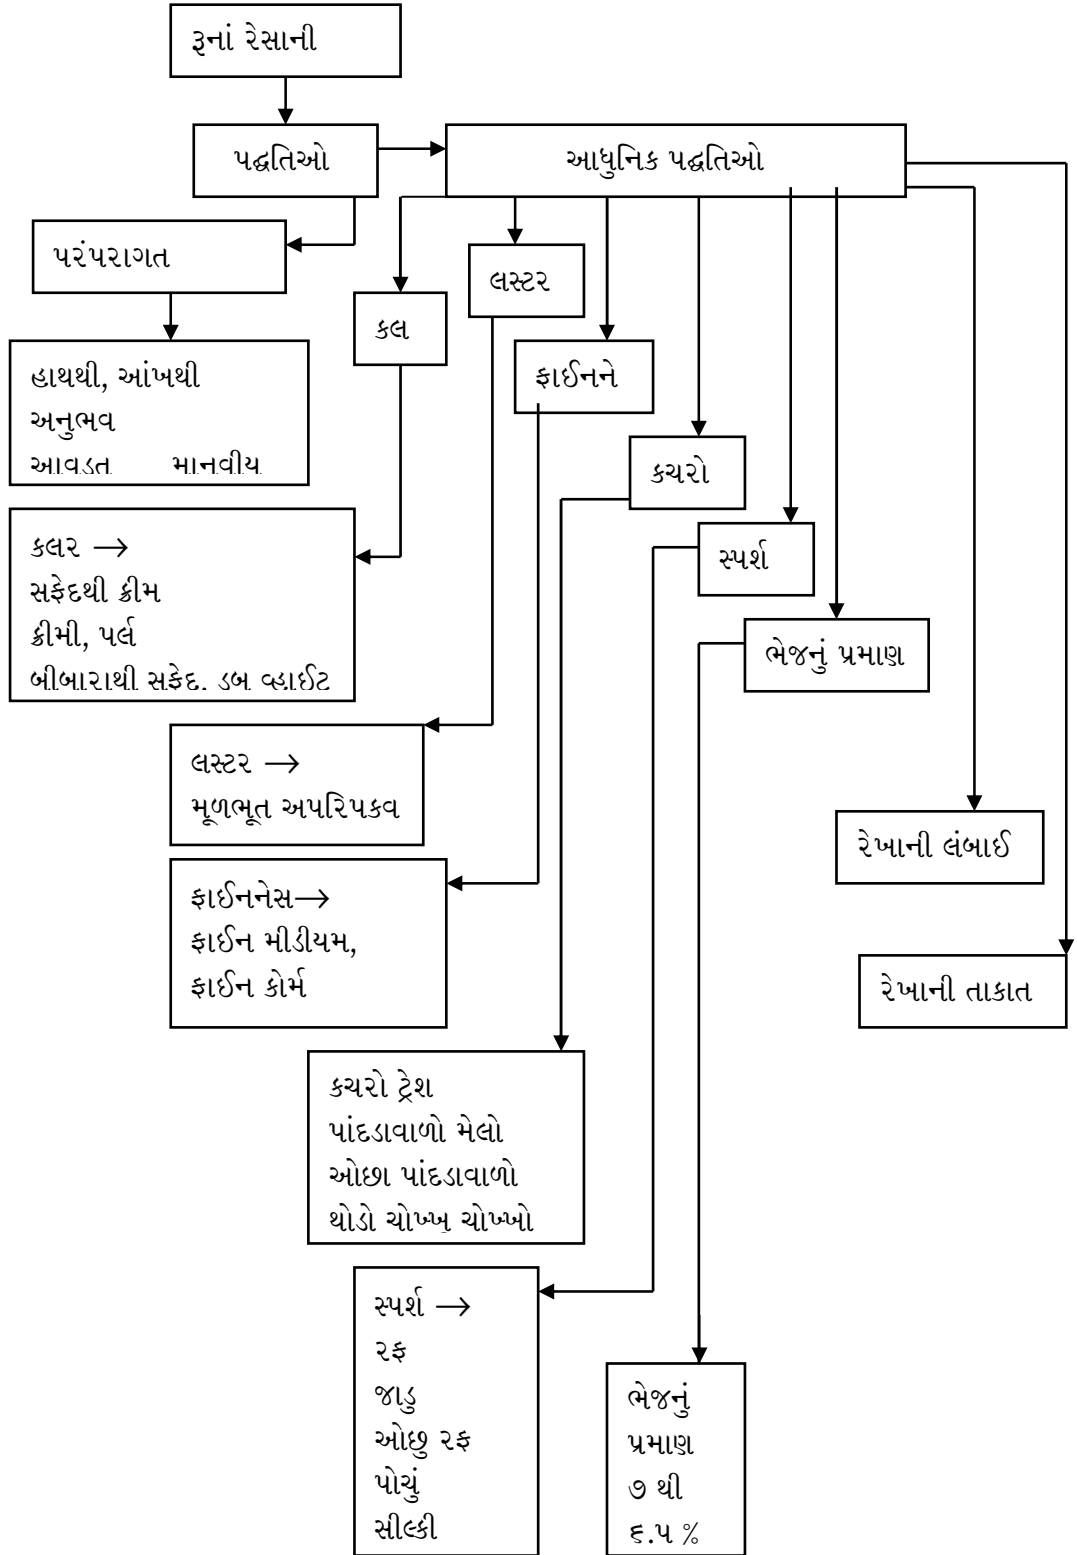 રૂનાં રેસાની
પદ્ધતિઓ
આધુનિક પદ્ધતિઓ
પરંપરાગત
લસ્ટર
કલ
ફાઈનને
હાથથી, આંખથી
અનુભવ
આવડત માનવીય
કચરો
સ્પર્શ
કલર →
સફેદથી ક્રીમ
ક્રીમી, પર્લ
બીબારાથી સફેદ, ડબ વ્હાઈટ
ભેજનું પ્રમાણ
લસ્ટર →
મૂળભૂત અપરિપકવ
રેખાની લંબાઈ
ફાઈનનેસ→
ફાઈન મીડીયમ,
ફાઈન કોર્મ
રેખાની તાકાત
કચરો ટ્રેશ
પાંદડાવાળો મેલો
ઓછા પાંદડાવાળો
થોડો ચોખ્ખુ ચોખ્ખો
સ્પર્શ →
રફ
જાડુ
ઓછુ રફ
પોચું
સીલ્કી
ભેજનું
પ્રમાણ
૭ થી
૬.૫ %